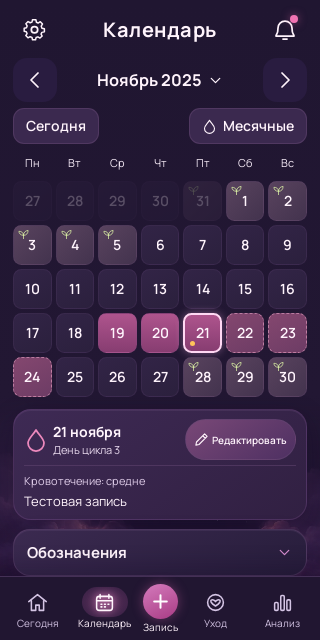 Календарь
Ноябрь 2025
Сегодня
Месячные
Пн Вт Ср Чт Пт Сб Вс
27 28 29 30 31 1 2
3 4 5 6 7 8 9
10 11 12 13 14 15 16
17 18 19 20 21 22 23
24 25 26 27 28 29 30
21 ноября
День цикла 3
Редактировать
Кровотечение: средне
Тестовая запись
Обозначения
Сегодня Календарь Запись Уход Анализ